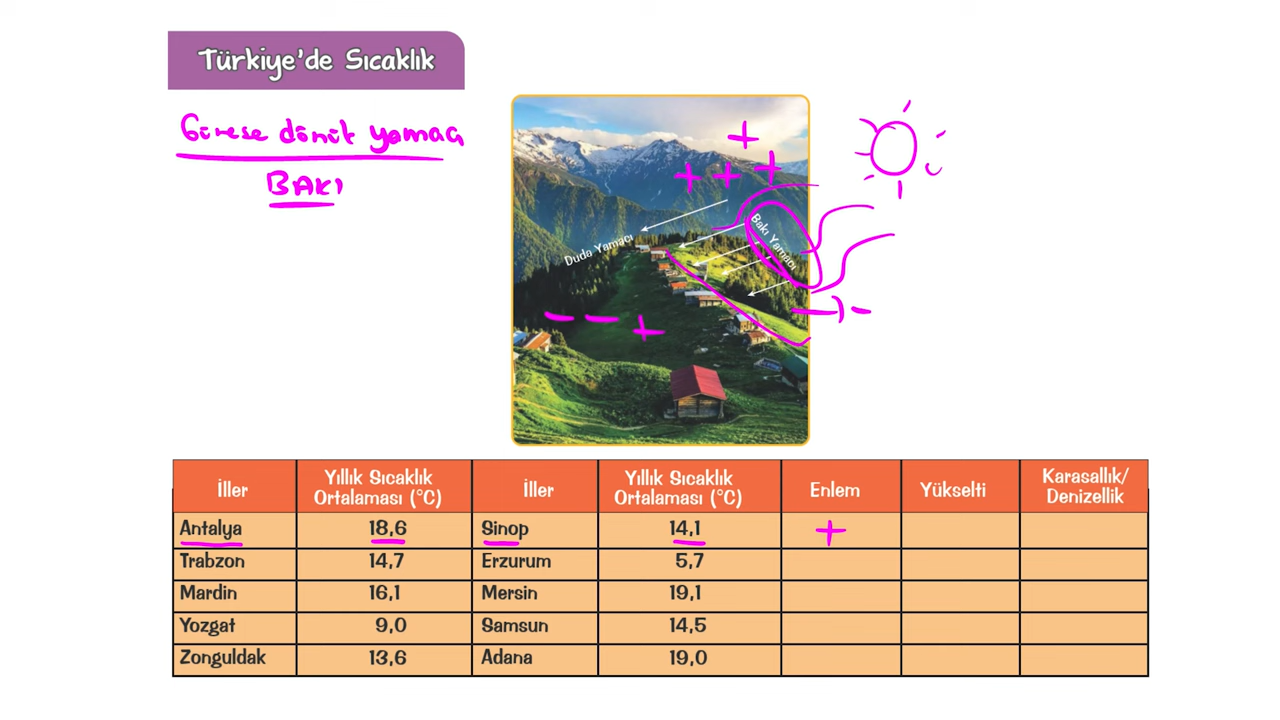 Türkiye'de Sıcaklık
Güneşe dönük yamaç
BAKI
Duda Yamacı
Bakı Yamacı
İller Yıllık Sıcaklık Ortalaması (°C) İller Yıllık Sıcaklık Ortalaması (°C) Enlem Yükselti Karasallık/ Denizellik
Antalya 18,6 Sinop 14,1 +
Trabzon 14,7 Erzurum 5,7
Mardin 16,1 Mersin 19,1
Yozgat 9,0 Samsun 14,5
Zonguldak 13,6 Adana 19,0